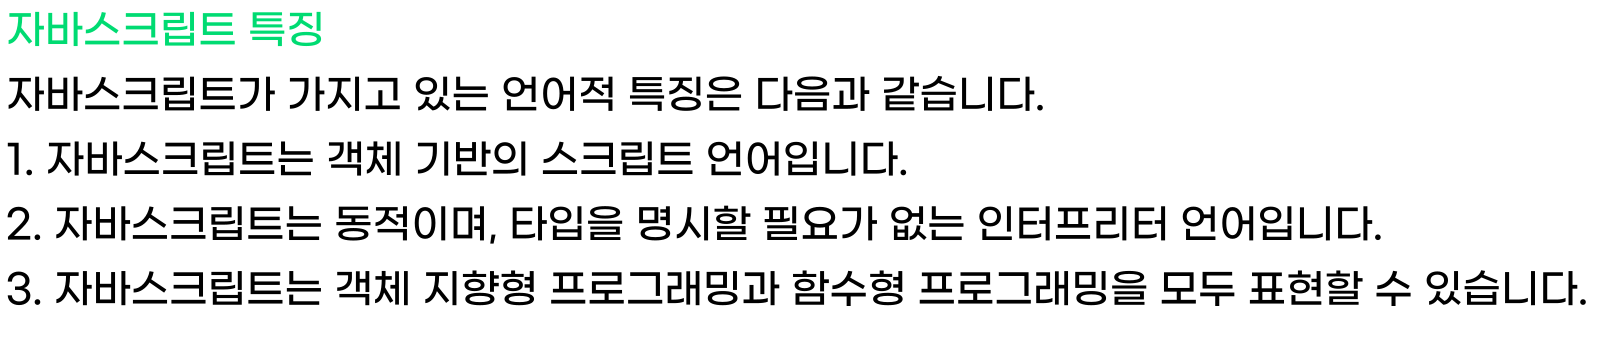 자바스크립트 특징
자바스크립트가 가지고 있는 언어적 특징은 다음과 같습니다.
1. 자바스크립트는 객체 기반의 스크립트 언어입니다.
2. 자바스크립트는 동적이며, 타입을 명시할 필요가 없는 인터프리터 언어입니다.
3. 자바스크립트는 객체 지향형 프로그래밍과 함수형 프로그래밍을 모두 표현할 수 있습니다.